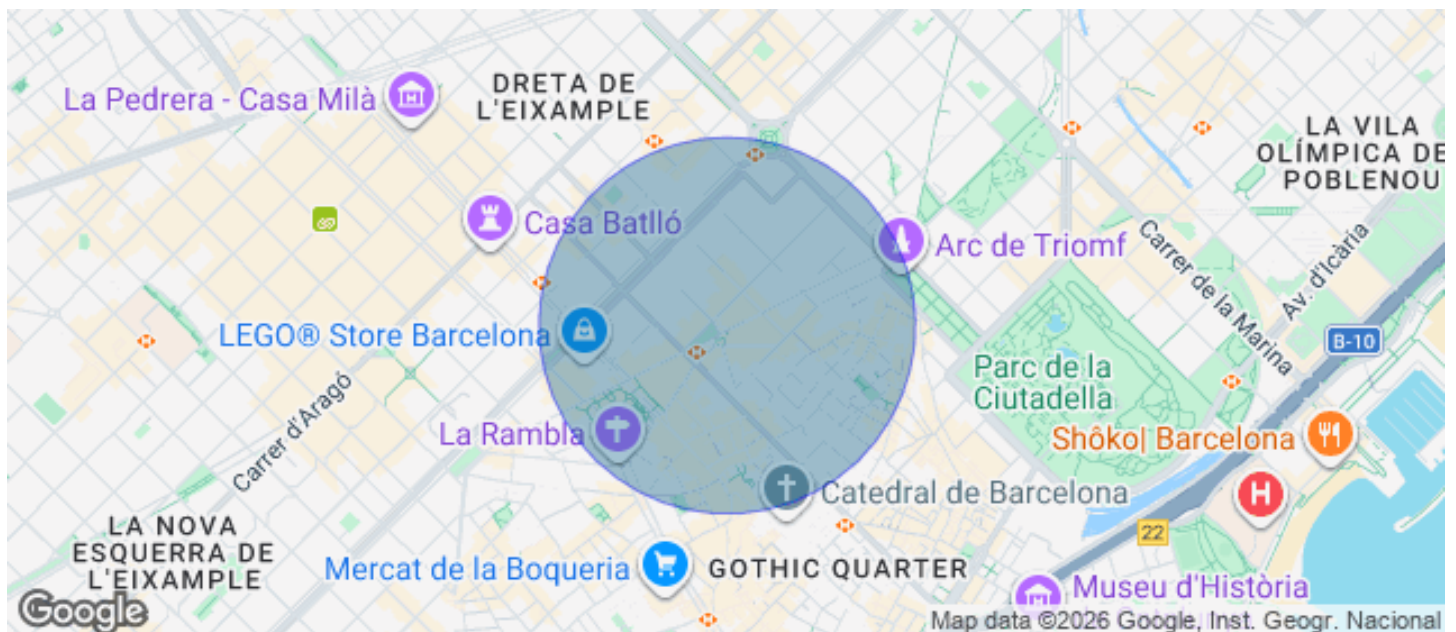 DRETA DE
L'EIXAMPLE
La Pedrera - Casa Milà
LA VILA
OLÍMPICA DE
POBLENOU
Casa Batlló
Arc de Triomf
Carrer de la Marina
Av. d'Icària
LEGO® Store Barcelona
B-10
Parc de la
Ciutadella
Carrer d'Aragó
La Rambla
Shôko| Barcelona
Catedral de Barcelona
H
LA NOVA
ESQUERRA DE
L'EIXAMPLE
22
Mercat de la Boqueria
GOTHIC QUARTER
Museu d'Història
Google
Map data ©2026 Google, Inst. Geogr. Nacional